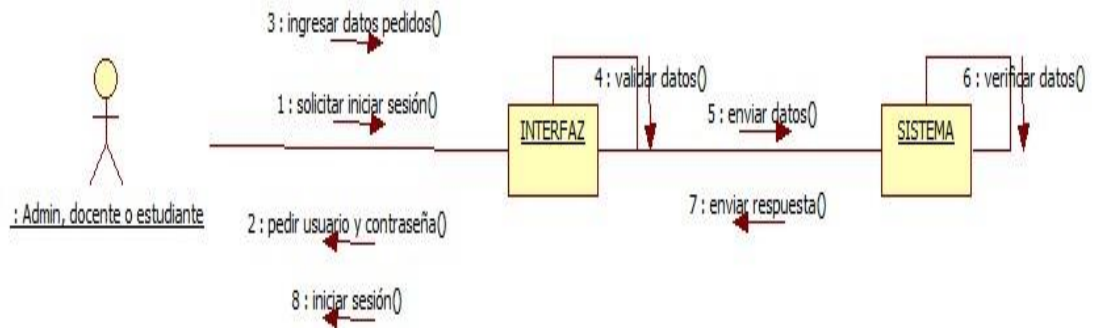 3 : ingresar datos pedidos()
4 : validar datos()
6 : verificar datos()
1 : solicitar iniciar sesión()
5 : enviar datos()
INTERFAZ
SISTEMA
: Admin, docente o estudiante
7 : enviar respuesta()
2 : pedir usuario y contraseña()
8 : iniciar sesión()